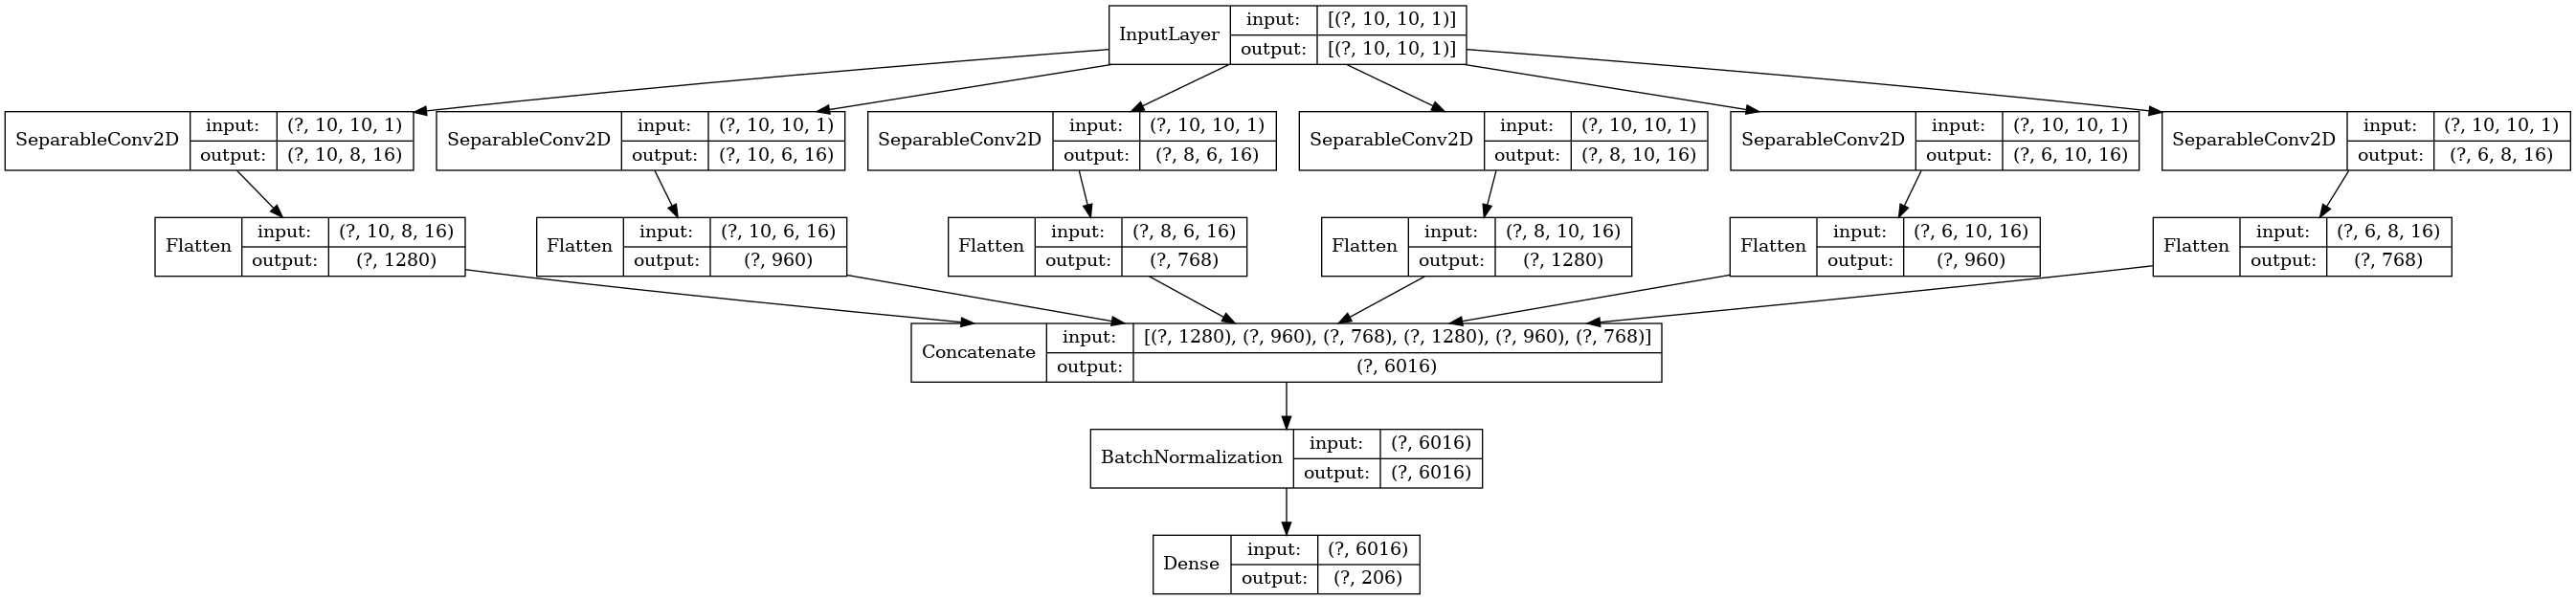 InputLayer input: [(?, 10, 10, 1)]
output: [(?, 10, 10, 1)]
SeparableConv2D input: (?, 10, 10, 1)
output: (?, 10, 8, 16)
SeparableConv2D input: (?, 10, 10, 1)
output: (?, 10, 6, 16)
SeparableConv2D input: (?, 10, 10, 1)
output: (?, 8, 6, 16)
SeparableConv2D input: (?, 10, 10, 1)
output: (?, 8, 10, 16)
SeparableConv2D input: (?, 10, 10, 1)
output: (?, 6, 10, 16)
SeparableConv2D input: (?, 10, 10, 1)
output: (?, 6, 8, 16)
Flatten input: (?, 10, 8, 16)
output: (?, 1280)
Flatten input: (?, 10, 6, 16)
output: (?, 960)
Flatten input: (?, 8, 6, 16)
output: (?, 768)
Flatten input: (?, 8, 10, 16)
output: (?, 1280)
Flatten input: (?, 6, 10, 16)
output: (?, 960)
Flatten input: (?, 6, 8, 16)
output: (?, 768)
Concatenate input: [(?, 1280), (?, 960), (?, 768), (?, 1280), (?, 960), (?, 768)]
output: (?, 6016)
BatchNormalization input: (?, 6016)
output: (?, 6016)
Dense input: (?, 6016)
output: (?, 206)